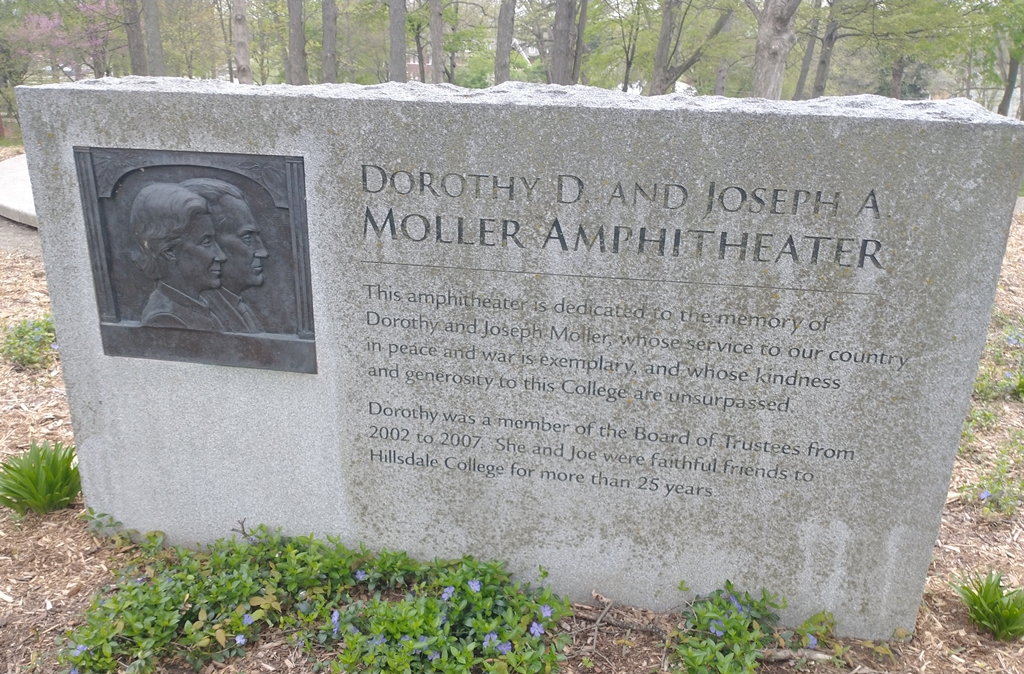 DOROTHY D. AND JOSEPH A.
MOLLER AMPHITHEATER
This amphitheater is dedicated to the memory of
Dorothy and Joseph Moller, whose service to our country
in peace and war is exemplary, and whose kindness
and generosity to this College are unsurpassed.
Dorothy was a member of the Board of Trustees from
2002 to 2007. She and Joe were faithful friends to
Hillsdale College for more than 25 years.